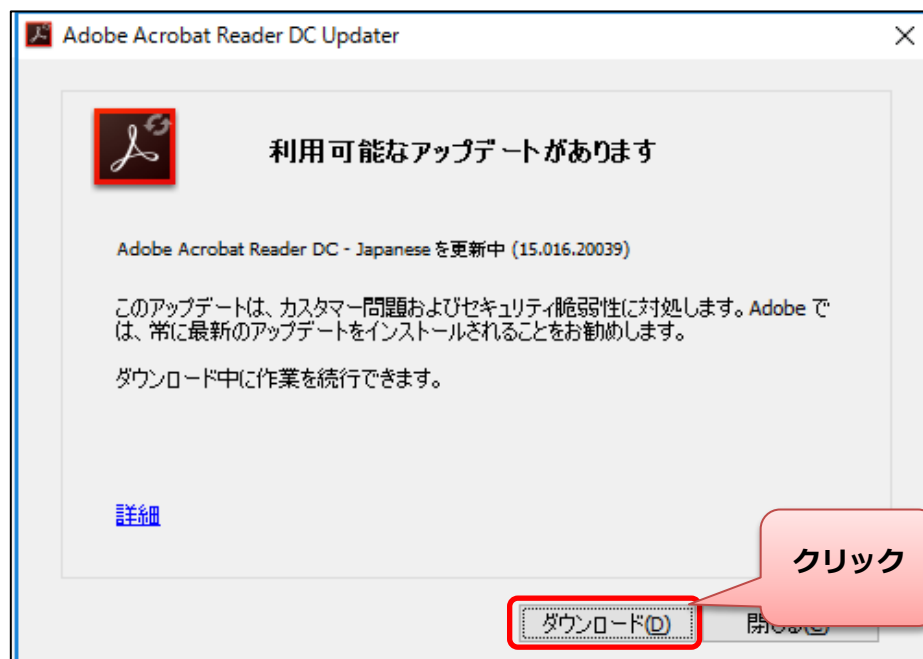 Adobe Acrobat Reader DC Updater
利用可能なアップデートがあります
Adobe Acrobat Reader DC - Japanese を更新中 (15.016.20039)
このアップデートは、カスタマー問題およびセキュリティ脆弱性に対処します。Adobe で
は、常に最新のアップデートをインストールされることをお勧めします。
ダウンロード中に作業を続行できます。
詳細
クリック
ダウンロード(D)